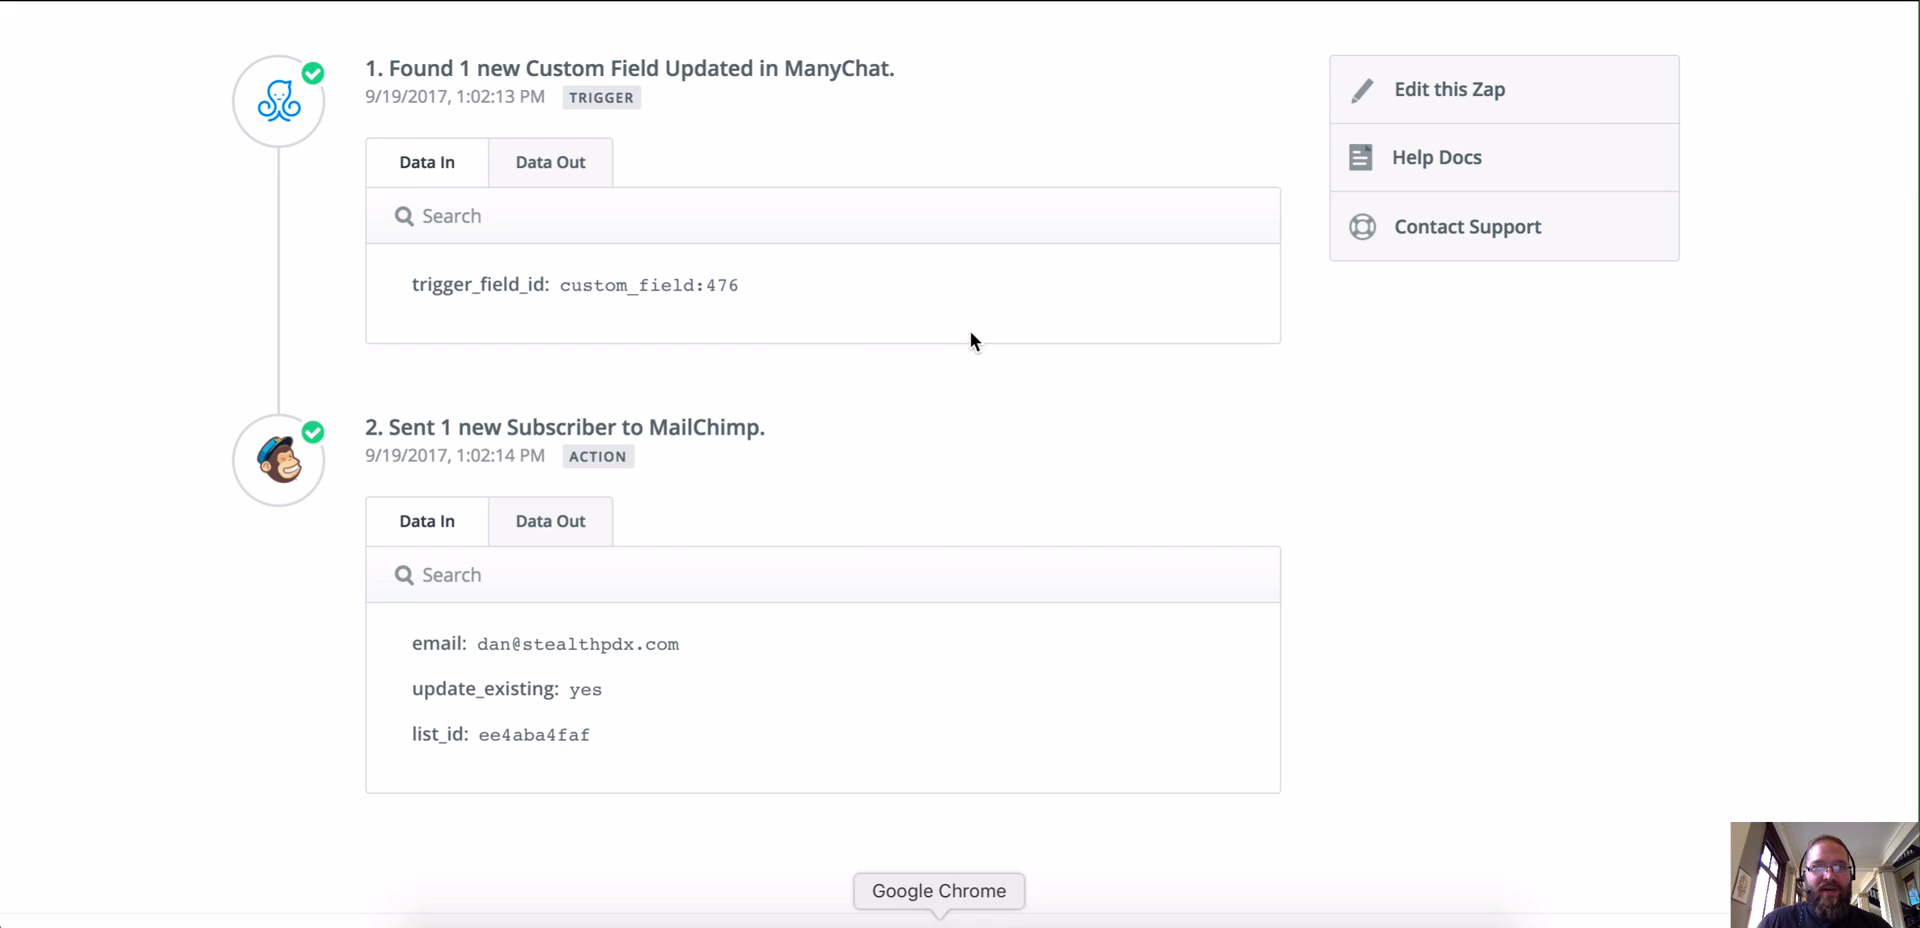 1. Found 1 new Custom Field Updated in ManyChat.
9/19/2017, 1:02:13 PM TRIGGER
Data In Data Out
Search
trigger_field_id: custom_field:476
Edit this Zap
Help Docs
Contact Support
2. Sent 1 new Subscriber to MailChimp.
9/19/2017, 1:02:14 PM ACTION
Data In Data Out
Search
email: dan@stealthpdx.com
update_existing: yes
list_id: ee4aba4faf
Google Chrome